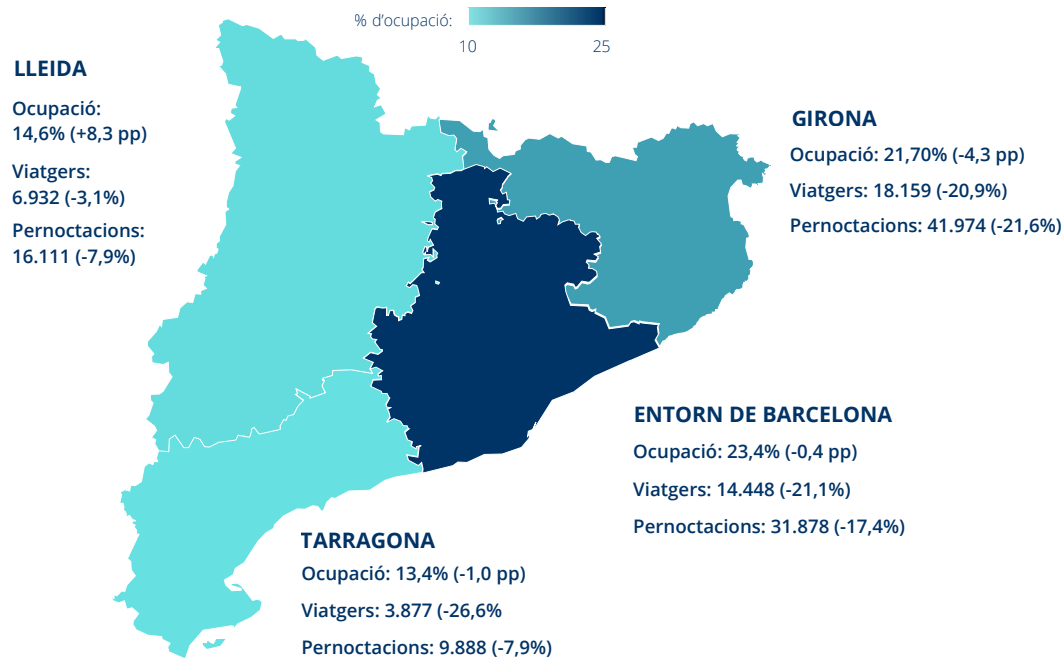 % d'ocupació:
10 25
LLEIDA
Ocupació:
14,6% (+8,3 pp)
Viatgers:
6.932 (-3,1%)
Pernoctacions:
16.111 (-7,9%)
GIRONA
Ocupació: 21,70% (-4,3 pp)
Viatgers: 18.159 (-20,9%)
Pernoctacions: 41.974 (-21,6%)
ENTORN DE BARCELONA
Ocupació: 23,4% (-0,4 pp)
Viatgers: 14.448 (-21,1%)
Pernoctacions: 31.878 (-17,4%)
TARRAGONA
Ocupació: 13,4% (-1,0 pp)
Viatgers: 3.877 (-26,6%
Pernoctacions: 9.888 (-7,9%)